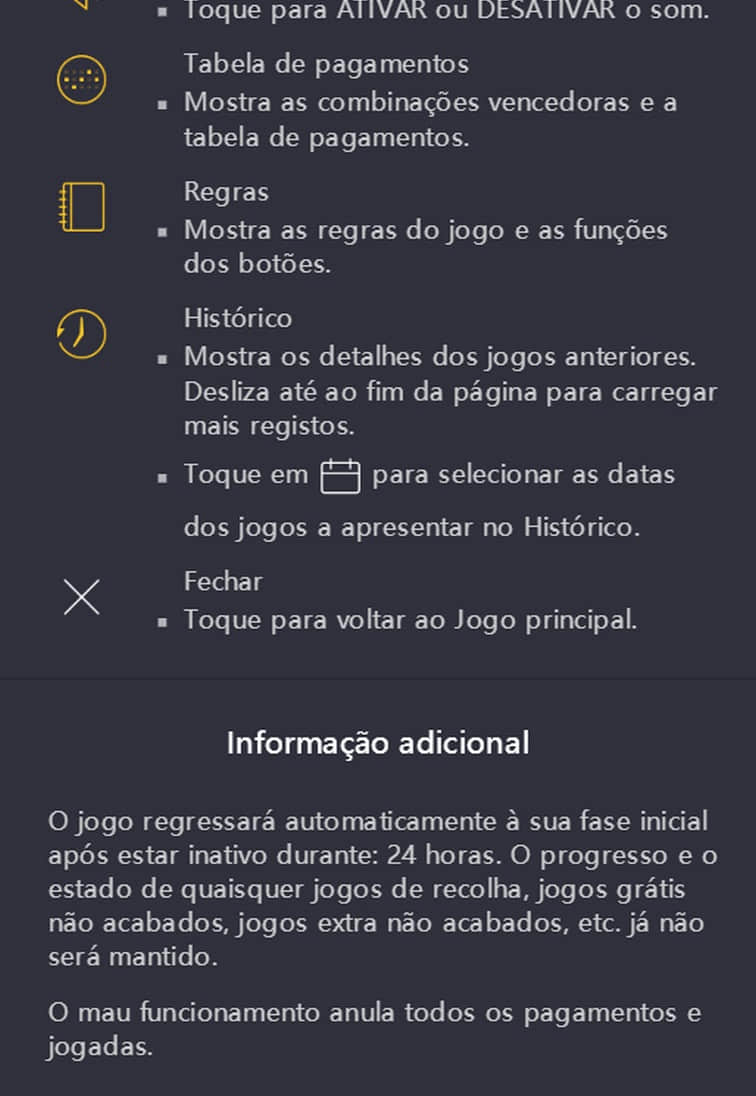 Toque para ATIVAR ou DESATIVAR o som.
Tabela de pagamentos
Mostra as combinações vencedoras e a
tabela de pagamentos.
Regras
Mostra as regras do jogo e as funções
dos botões.
Histórico
Mostra os detalhes dos jogos anteriores.
Desliza até ao fim da página para carregar
mais registos.
Toque em para selecionar as datas
dos jogos a apresentar no Histórico.
Fechar
Toque para voltar ao Jogo principal.
Informação adicional
O jogo regressará automaticamente à sua fase inicial
após estar inativo durante: 24 horas. O progresso e o
estado de quaisquer jogos de recolha, jogos grátis
não acabados, jogos extra não acabados, etc. já não
será mantido.
O mau funcionamento anula todos os pagamentos e
jogadas.